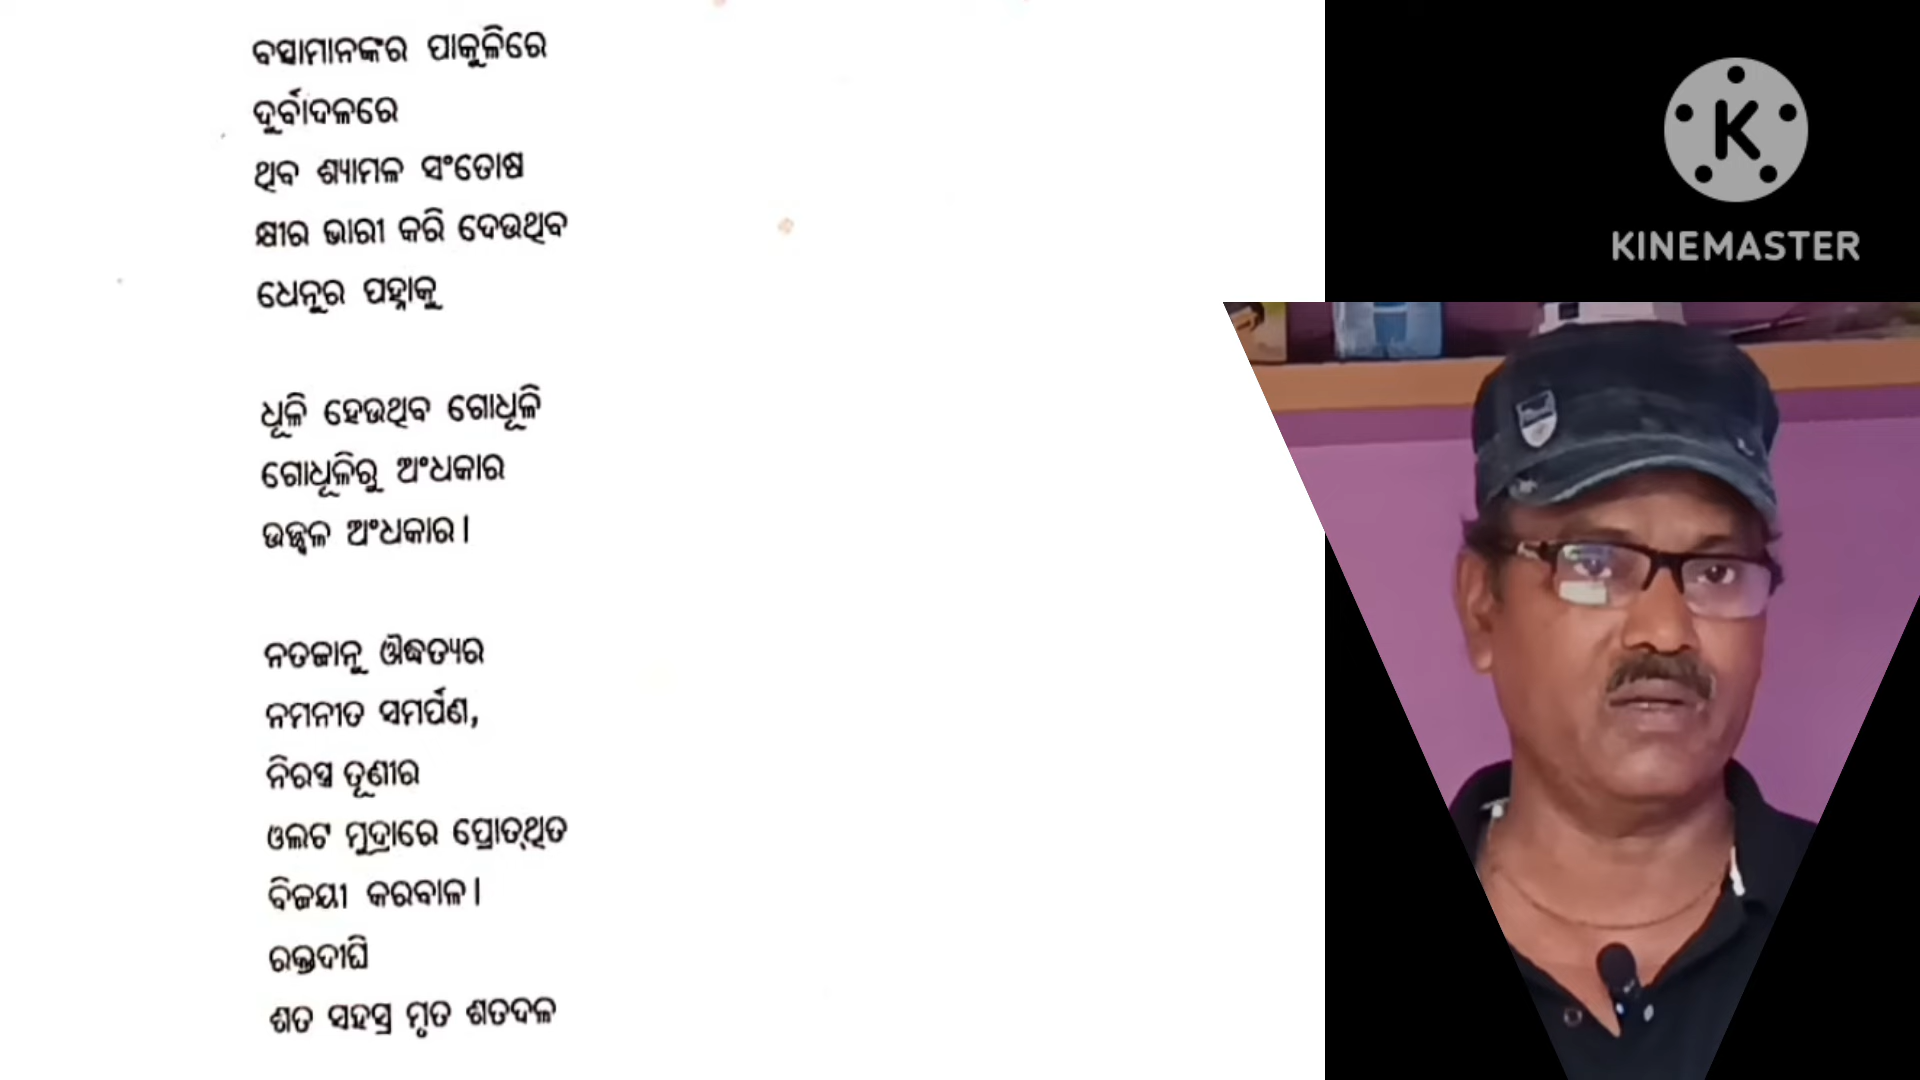 ବତ୍ସାମାନଙ୍କର ପାକୁଳିରେ
ଦୁର୍ବାଦଳରେ
ଥିବ ଶ୍ୟାମଳ ସଂତୋଷ
କ୍ଷୀର ଭାରୀ କରି ଦେଉଥିବ
ଧେନୁର ପହ୍ନାକୁ
ଧୂଳି ହେଉଥିବ ଗୋଧୂଳି
ଗୋଧୂଳିରୁ ଅଂଧକାର
ଉଜ୍ଜ୍ଵଳ ଅଂଧକାର।
ନତଜାନୁ ଔଦ୍ଧତ୍ୟର
ନମନୀତ ସମର୍ପଣ,
ନିରସ୍ତ୍ର ତୂଣୀର
ଓଲଟ ମୁଦ୍ରାରେ ପ୍ରୋତ୍‌ଥିତ
ବିଜୟୀ କରବାଳ।
ରକ୍ତଦୀଘି
ଶତ ସହସ୍ର ମୃତ ଶତଦଳ
K
KINEMASTER